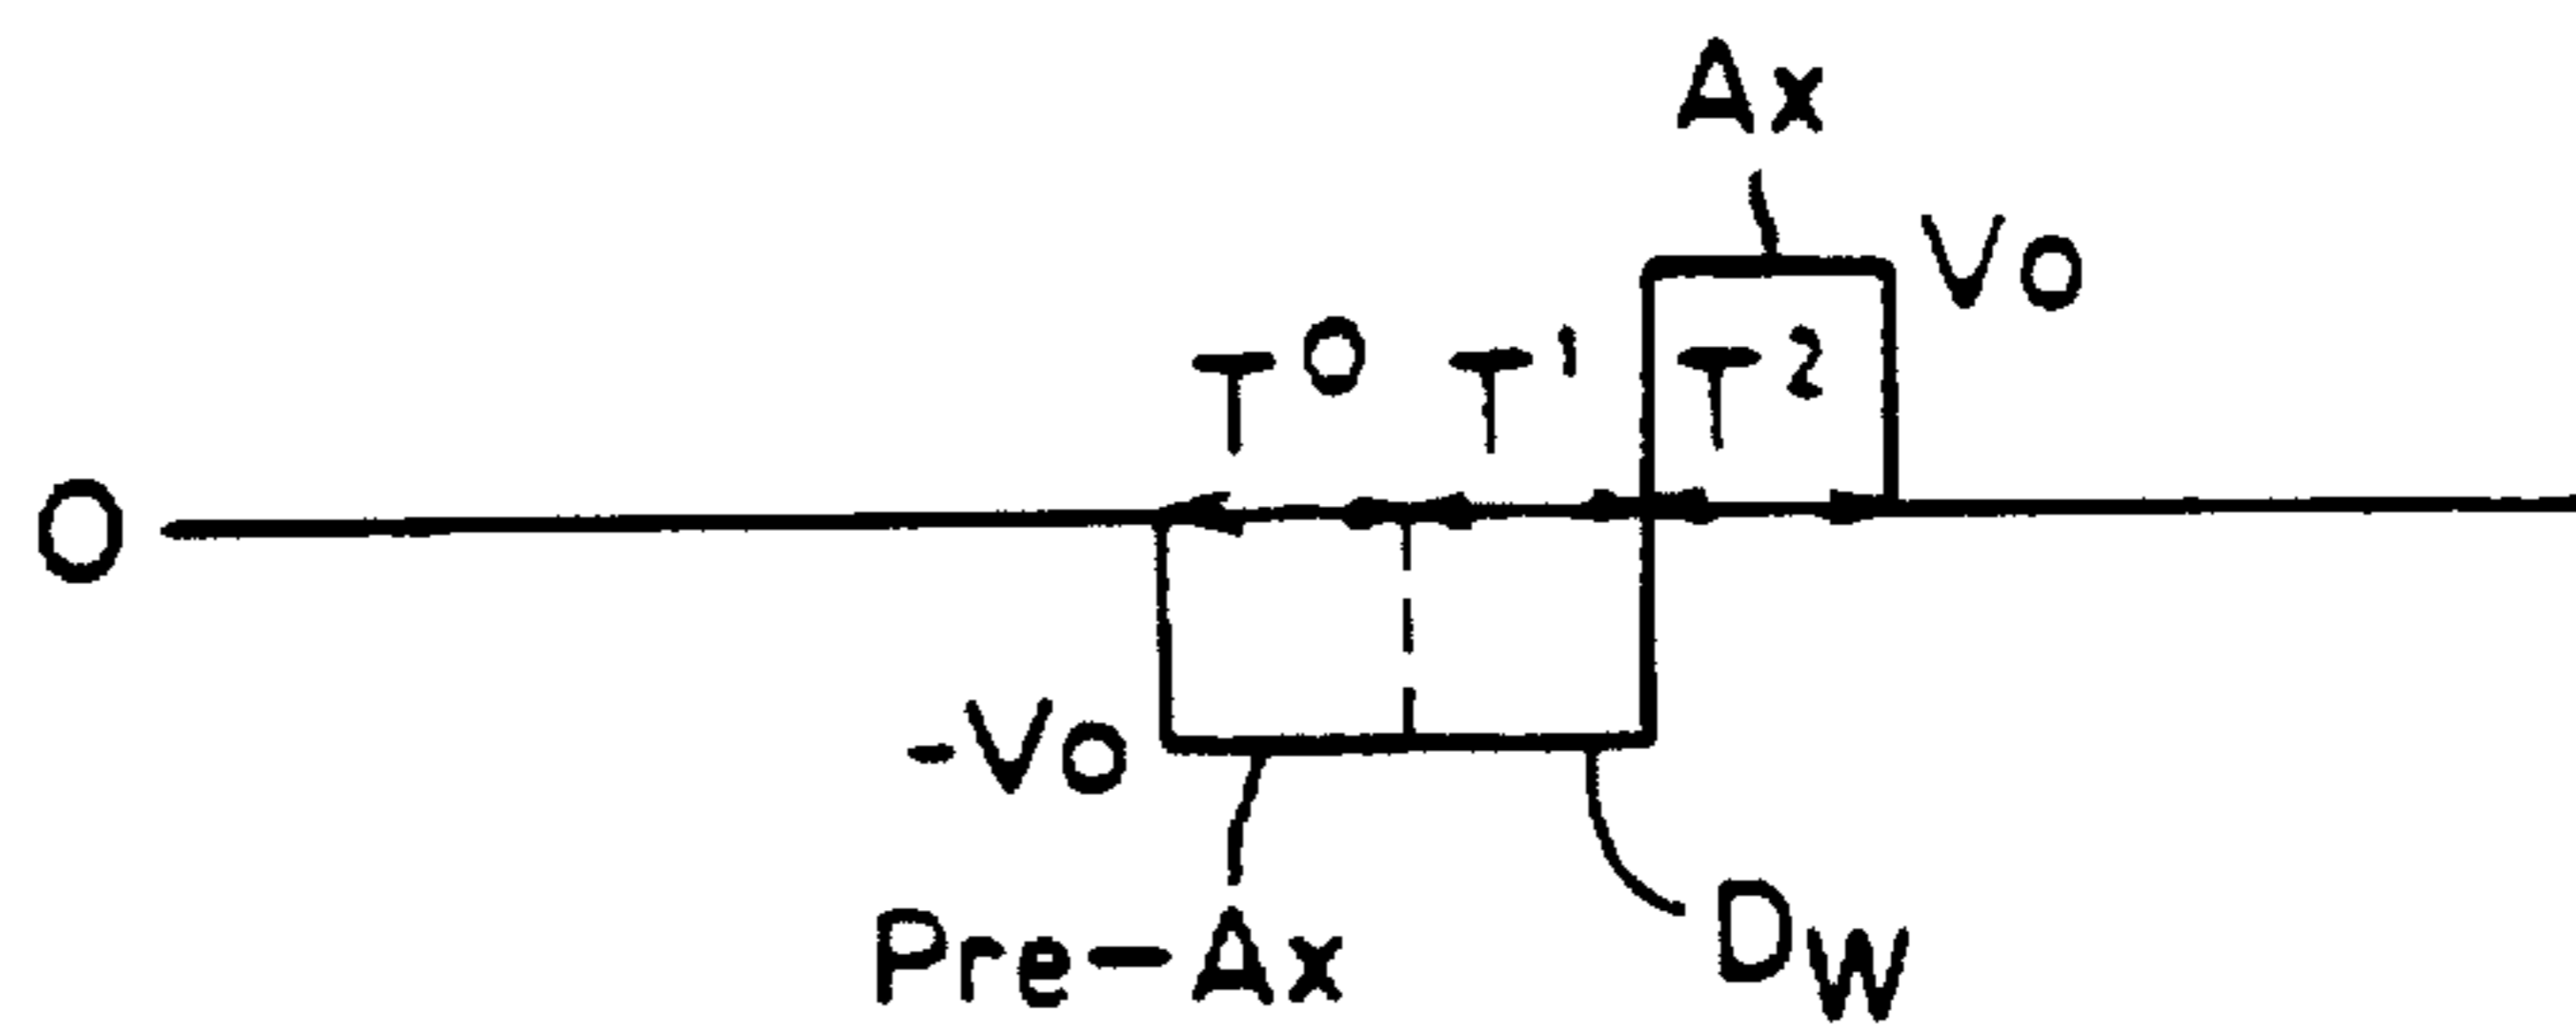 Ax
Vo
T⁰ T¹ T²
O
-Vo
Pre-Ax
Dw